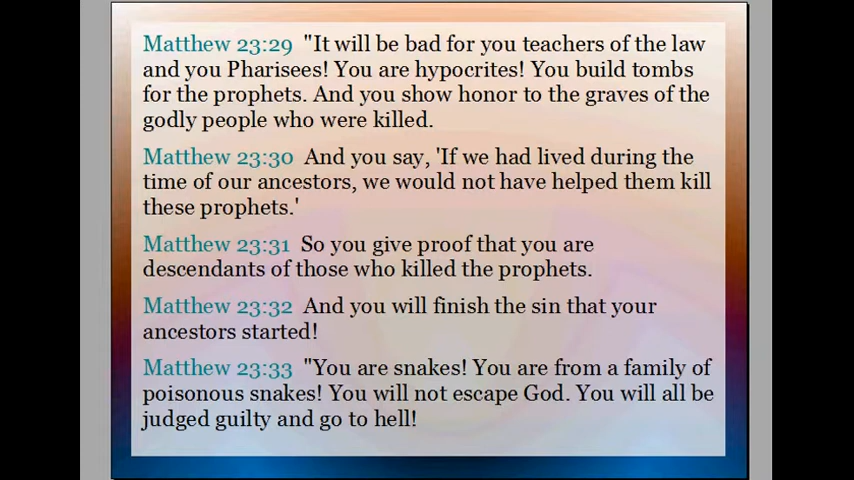 Matthew 23:29 "It will be bad for you teachers of the law
and you Pharisees! You are hypocrites! You build tombs
for the prophets. And you show honor to the graves of the
godly people who were killed.
Matthew 23:30 And you say, 'If we had lived during the
time of our ancestors, we would not have helped them kill
these prophets.'
Matthew 23:31 So you give proof that you are
descendants of those who killed the prophets.
Matthew 23:32 And you will finish the sin that your
ancestors started!
Matthew 23:33 "You are snakes! You are from a family of
poisonous snakes! You will not escape God. You will all be
judged guilty and go to hell!